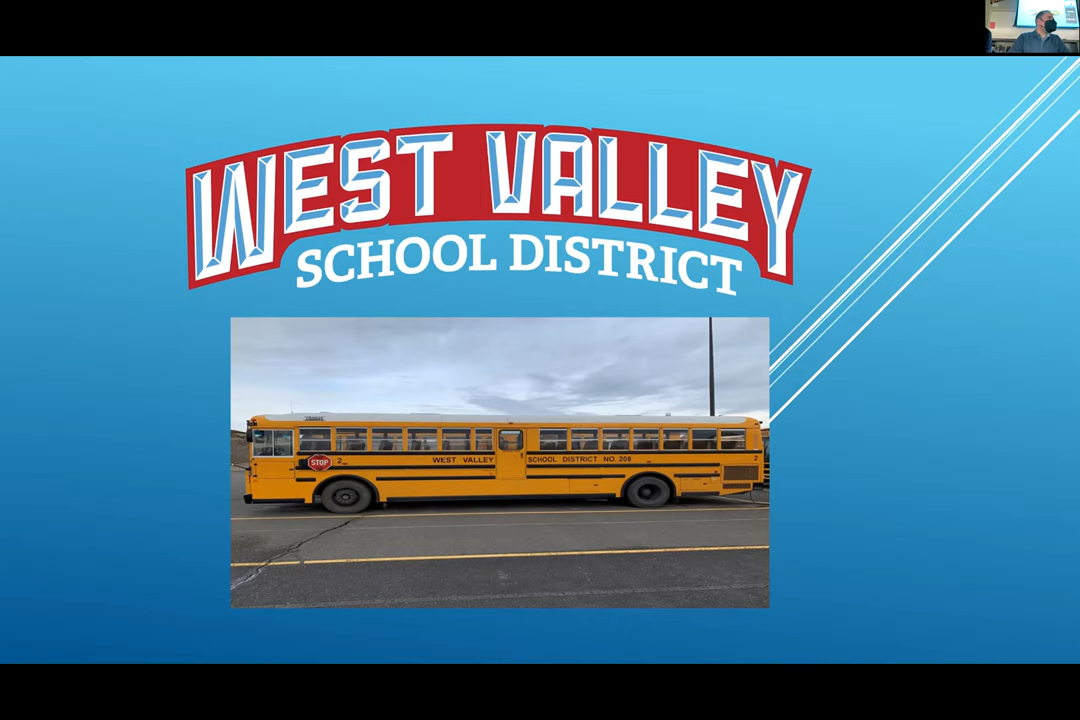 WEST VALLEY
SCHOOL DISTRICT
STOP
2
WEST VALLEY SCHOOL DISTRICT NO. 208
2